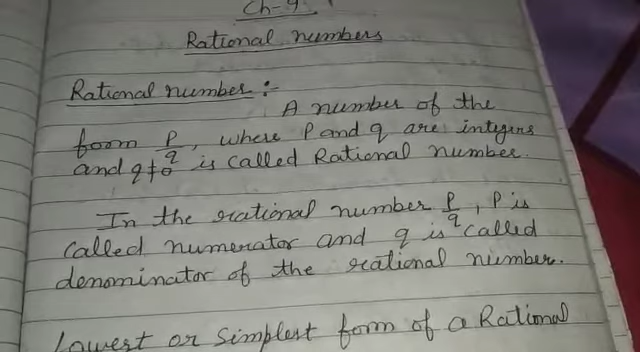 Ch-9
Rational numbers
Rational number :-
A number of the
form p/q, where p and q are integers
and q≠0 is called Rational number.
In the rational number p/q, p is
called numerator and q is called
denominator of the rational number.
Lowest or simplest form of a Rational